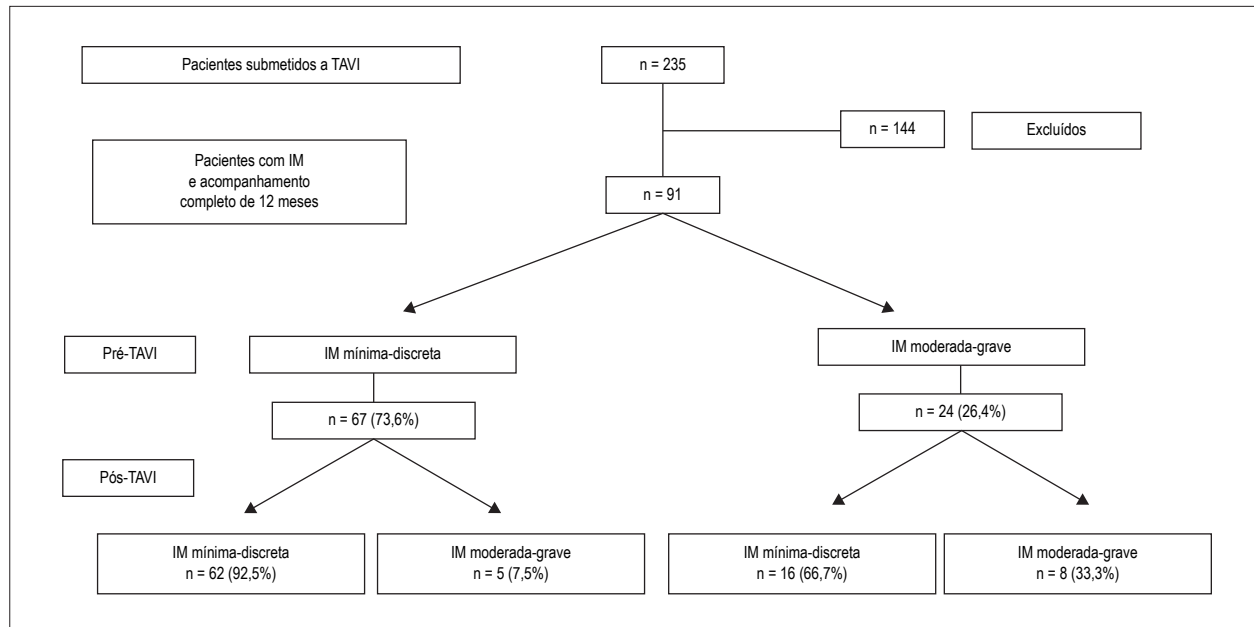 Pacientes submetidos a TAVI
n = 235
n = 144
Excluídos
Pacientes com IM
e acompanhamento
completo de 12 meses
n = 91
Pré-TAVI
IM mínima-discreta
IM moderada-grave
n = 67 (73,6%)
n = 24 (26,4%)
Pós-TAVI
IM mínima-discreta
n = 62 (92,5%)
IM moderada-grave
n = 5 (7,5%)
IM mínima-discreta
n = 16 (66,7%)
IM moderada-grave
n = 8 (33,3%)